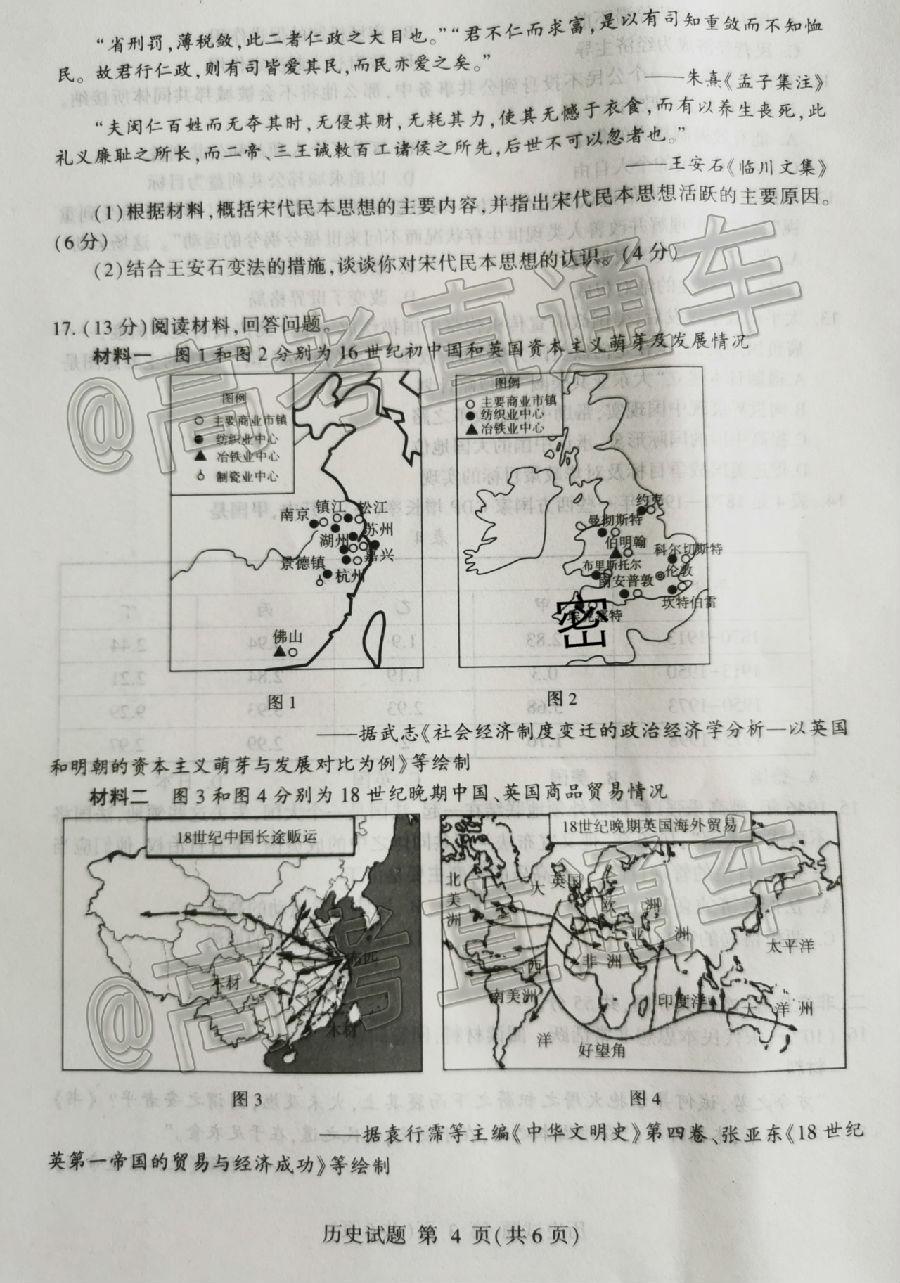 “省刑罚,薄税敛,此二者仁政之大目也。”“君不仁而求富,是以有司知重敛而不知恤
民。故君行仁政,则有司皆爱其民,而民亦爱之矣。”
——朱熹《孟子集注》
“夫闵仁百姓而无夺其时,无侵其财,无耗其力,使其无憾于衣食,而有以养生丧死,此
礼义廉耻之所长,而二帝、三王诚敕百工诸侯之所先,后世不可以忽者也。”
——王安石《临川文集》
(1)根据材料,概括宋代民本思想的主要内容,并指出宋代民本思想活跃的主要原因。
(6分)
(2)结合王安石变法的措施,谈谈你对宋代民本思想的认识。(4分)
17.(13分)阅读材料,回答问题。
材料一 图1和图2分别为16世纪初中国和英国资本主义萌芽及发展情况
图例
主要商业市镇
纺织业中心
冶铁业中心
制瓷业中心
南京
镇江
松江
苏州
湖州
嘉兴
景德镇
杭州
佛山
图例
主要商业市镇
纺织业中心
冶铁业中心
约克
曼彻斯特
伯明翰
科尔切斯特
布里斯托尔
伦敦
南安普敦
坎特伯雷
密
图1
图2
——据武志《社会经济制度变迁的政治经济学分析—以英国
和明朝的资本主义萌芽与发展对比为例》等绘制
材料二 图3和图4分别为18世纪晚期中国、英国商品贸易情况
18世纪中国长途贩运
木材
木材
18世纪晚期英国海外贸易
北美洲
大
英国
欧洲
亚洲
太平洋
西
非洲
南美洲
印度洋
大洋州
洋
好望角
图3
图4
——据袁行霈等主编《中华文明史》第四卷、张亚东《18世纪
英第一帝国的贸易与经济成功》等绘制
历史试题 第 4 页(共6页)
@高考直通车
@高考直通车